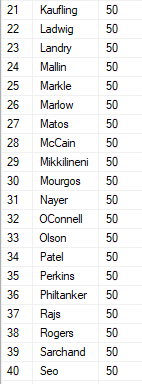 21 Kaufling 50
22 Ladwig 50
23 Landry 50
24 Mallin 50
25 Markle 50
26 Marlow 50
27 Matos 50
28 McCain 50
29 Mikkilineni 50
30 Mourgos 50
31 Nayer 50
32 OConnell 50
33 Olson 50
34 Patel 50
35 Perkins 50
36 Philtanker 50
37 Rajs 50
38 Rogers 50
39 Sarchand 50
40 Seo 50